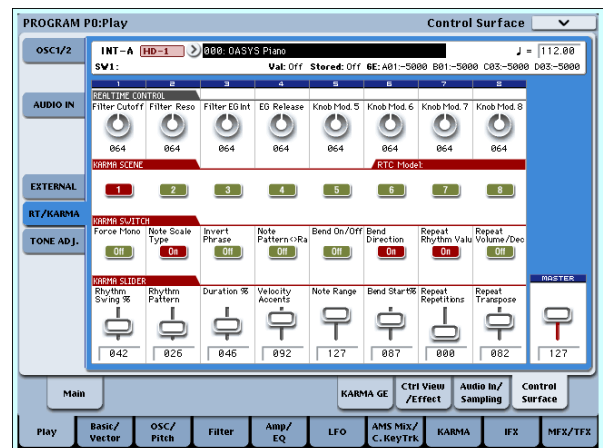 PROGRAM P0:Play Control Surface
OSC1/2 INT-A HD-1 000: OASYS Piano ♩ = 112.00
SW1: Val: Off Stored: Off 6E: A01:-5000 B01:-5000 C03:-5000 D03:-5000
1 2 3 4 5 6 7 8
REALTIME CONTROL
AUDIO IN Filter Cutoff Filter Reso Filter EG Int EG Release Knob Mod. 5 Knob Mod. 6 Knob Mod. 7 Knob Mod. 8
064 064 064 064 064 064 064 064
KARMA SCENE RTC Model:
EXTERNAL 1 2 3 4 5 6 7 8
RT/KARMA
KARMA SWITCH
TONE ADJ. Force Mono Note Scale Type Invert Phrase Note Pattern<>Ra Bend On/Off Bend Direction Repeat Rhythm Valu Repeat Volume/Dec
Off On Off Off Off On On Off
KARMA SLIDER MASTER
Rhythm Swing % Rhythm Pattern Duration % Velocity Accents Note Range Bend Start% Repeat Repetitions Repeat Transpose
042 026 046 092 127 087 000 082 127
Main KARMA GE Ctrl View /Effect Audio In/ Sampling Control Surface
Play Basic/ Vector OSC/ Pitch Filter Amp/ EQ LFO AMS Mix/ C.KeyTrk KARMA IFX MFX/TFX